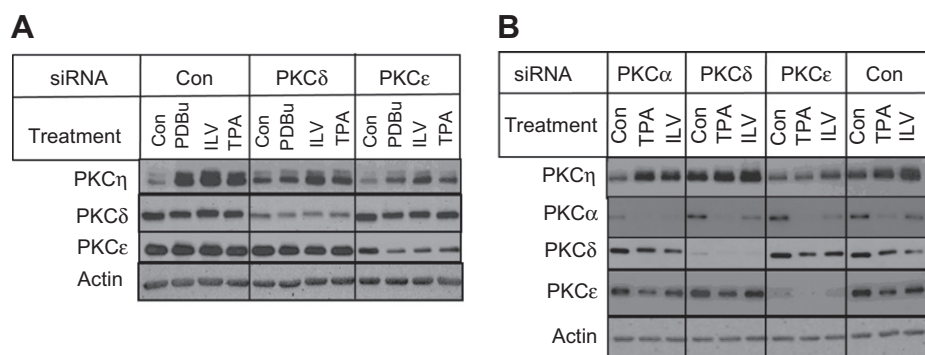 A
siRNA Con PKCδ PKCε
Treatment Con PDBu ILV TPA Con PDBu ILV TPA Con PDBu ILV TPA
PKCη
PKCδ
PKCε
Actin
B
siRNA PKCα PKCδ PKCε Con
Treatment Con TPA ILV Con TPA ILV Con TPA ILV Con TPA ILV
PKCη
PKCα
PKCδ
PKCε
Actin